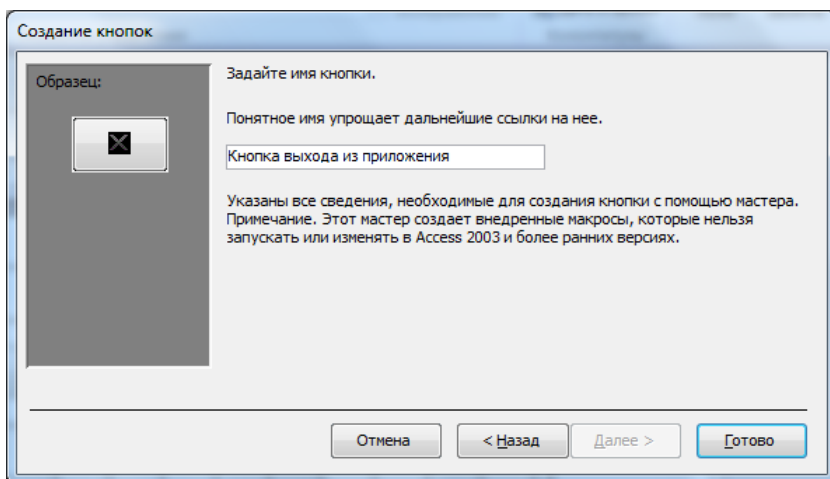 Создание кнопок
Образец:
Задайте имя кнопки.
Понятное имя упрощает дальнейшие ссылки на нее.
Кнопка выхода из приложения
Указаны все сведения, необходимые для создания кнопки с помощью мастера.
Примечание. Этот мастер создает внедренные макросы, которые нельзя
запускать или изменять в Access 2003 и более ранних версиях.
Отмена
< Назад
Далее >
Готово